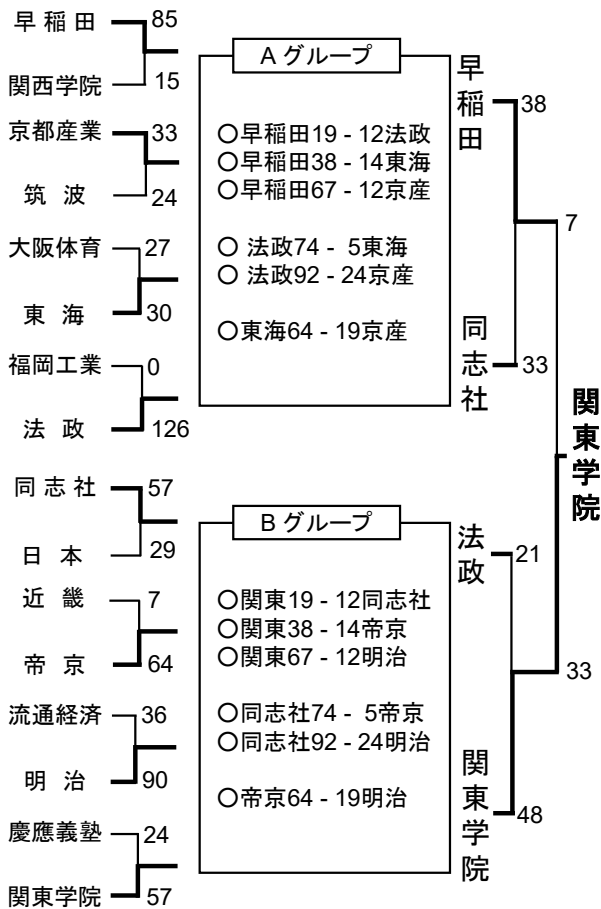 早稲田 85
関西学院 15
京都産業 33
筑波 24
大阪体育 27
東海 30
福岡工業 0
法政 126
A グループ
○早稲田19 - 12法政
○早稲田38 - 14東海
○早稲田67 - 12京産
○ 法政74 - 5東海
○ 法政92 - 24京産
○東海64 - 19京産
早稲田 38
同志社 33
7
同志社 57
日本 29
近畿 7
帝京 64
流通経済 36
明治 90
慶應義塾 24
関東学院 57
B グループ
○関東19 - 12同志社
○関東38 - 14帝京
○関東67 - 12明治
○同志社74 - 5帝京
○同志社92 - 24明治
○帝京64 - 19明治
法政 21
関東学院 48
33
関東学院